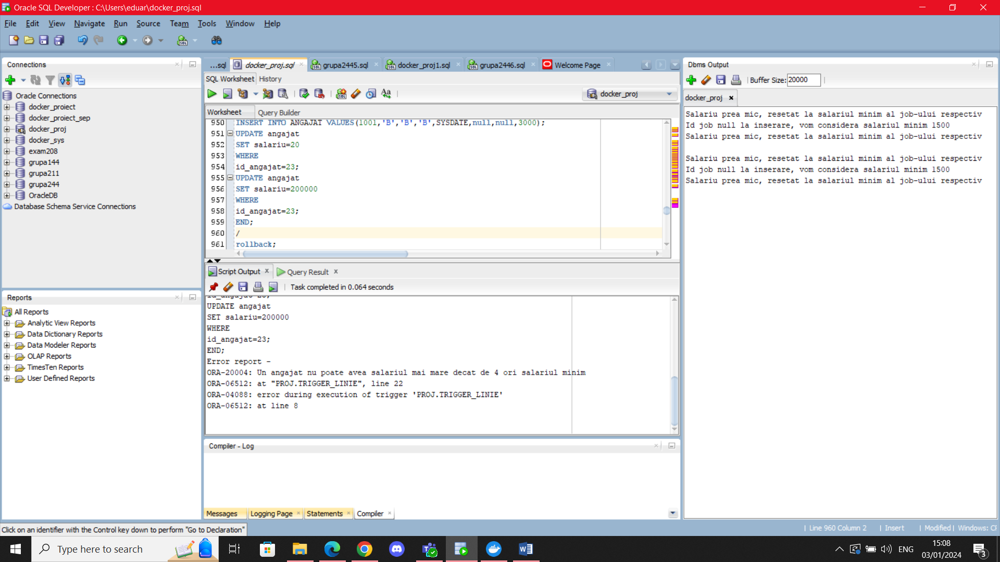 Oracle SQL Developer : C:\Users\eduar\docker_proj.sql
File Edit View Navigate Run Source Team Tools Window Help
Connections
Oracle Connections
docker_proiect
docker_proiect_sep
docker_proj
docker_sys
exam208
grupa144
grupa211
grupa244
OracleDB
Database Schema Service Connections
Reports
All Reports
Analytic View Reports
Data Dictionary Reports
Data Modeler Reports
OLAP Reports
TimesTen Reports
User Defined Reports
...sql docker_proj.sql grupa2445.sql docker_proj1.sql grupa2446.sql Welcome Page
SQL Worksheet History
docker_proj
Worksheet Query Builder
950 INSERT INTO ANGAJAT VALUES(1001,'B','B','B',SYSDATE,null,null,3000);
951 UPDATE angajat
952 SET salariu=20
953 WHERE
954 id_angajat=23;
955 UPDATE angajat
956 SET salariu=200000
957 WHERE
958 id_angajat=23;
959 END;
960 /
961 rollback;
Script Output Query Result
Task completed in 0.064 seconds
UPDATE angajat
SET salariu=200000
WHERE
id_angajat=23;
END;
Error report -
ORA-20004: Un angajat nu poate avea salariul mai mare decat de 4 ori salariul minim
ORA-06512: at "PROJ.TRIGGER_LINIE", line 22
ORA-04088: error during execution of trigger 'PROJ.TRIGGER_LINIE'
ORA-06512: at line 8
Compiler - Log
Messages Logging Page Statements Compiler
Dbms Output
Buffer Size: 20000
docker_proj
Salariu prea mic, resetat la salariul minim al job-ului respectiv
Id job null la inserare, vom considera salariul minim 1500
Salariu prea mic, resetat la salariul minim al job-ului respectiv
Salariu prea mic, resetat la salariul minim al job-ului respectiv
Id job null la inserare, vom considera salariul minim 1500
Salariu prea mic, resetat la salariul minim al job-ului respectiv
Click on an identifier with the Control key down to perform "Go to Declaration"
Line 960 Column 2 Insert Modified Windows:
Type here to search
ENG
15:08
03/01/2024
3